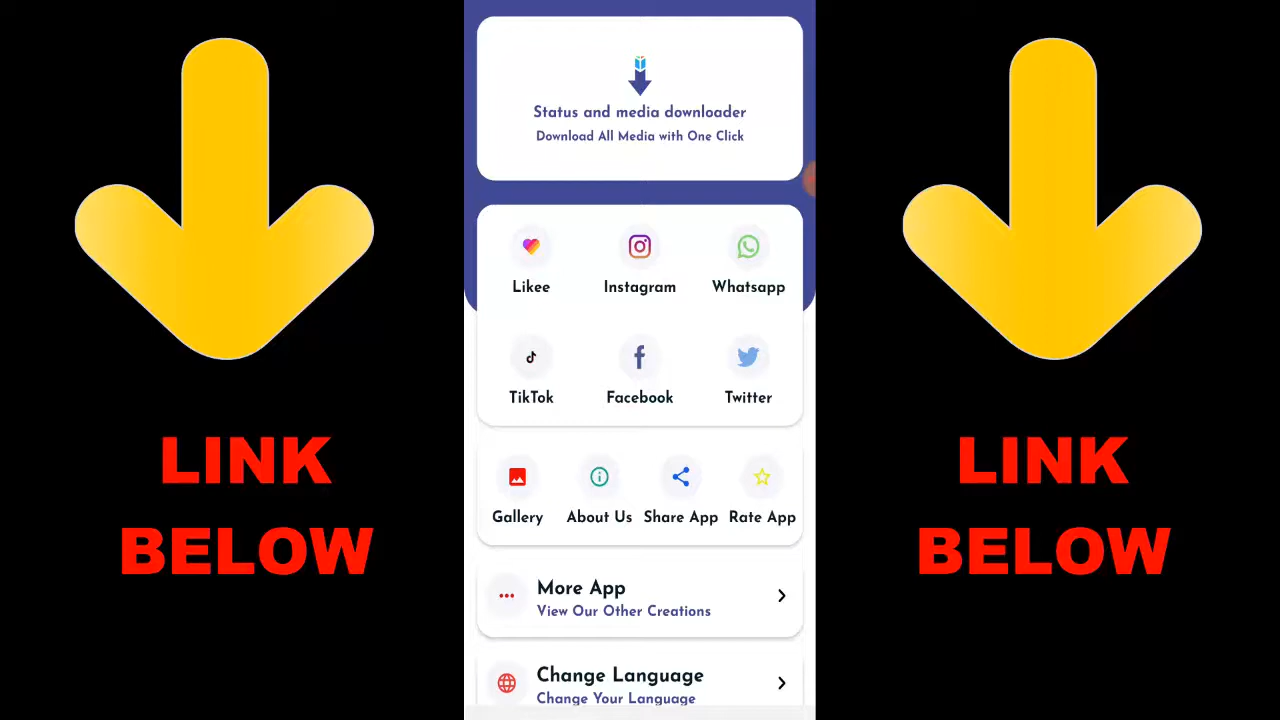 Status and media downloader
Download All Media with One Click
Likee Instagram Whatsapp
TikTok Facebook Twitter
Gallery About Us Share App Rate App
More App
View Our Other Creations
Change Language
Change Your Language
LINK
BELOW
LINK
BELOW